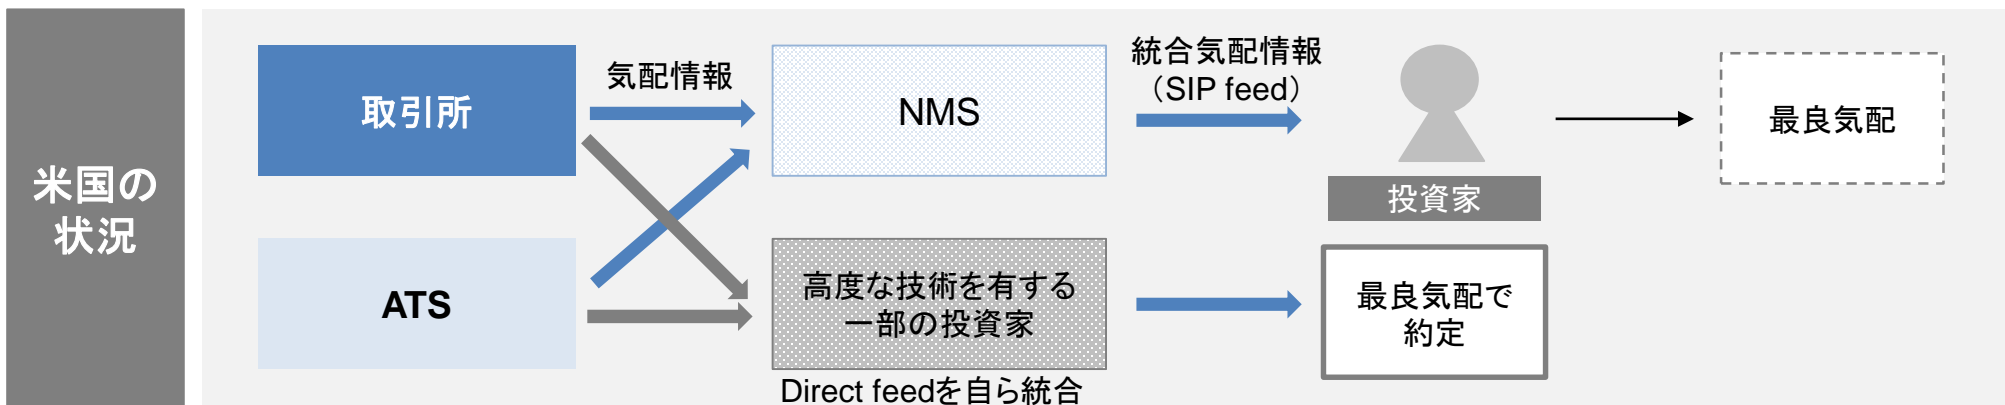 米国の
状況
取引所
気配情報
NMS
統合気配情報
（SIP feed）
投資家
最良気配
ATS
高度な技術を有する
一部の投資家
Direct feedを自ら統合
最良気配で
約定